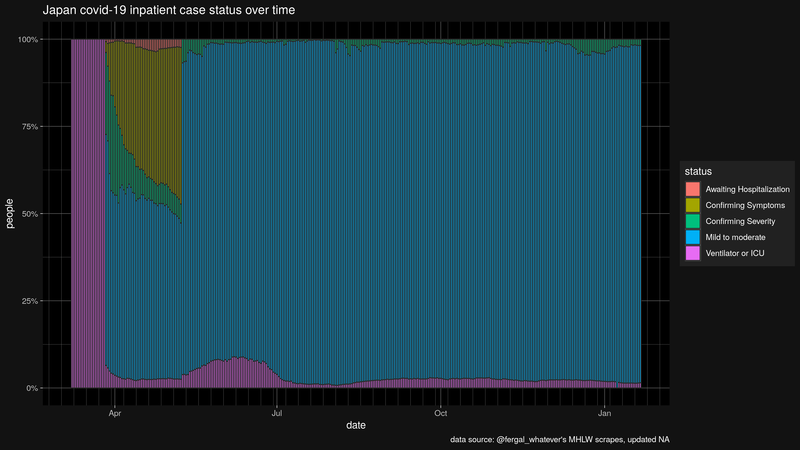 Japan covid-19 inpatient case status over time
100%
75%
50%
25%
0%
people
Apr
Jul
Oct
Jan
date
status
Awaiting Hospitalization
Confirming Symptoms
Confirming Severity
Mild to moderate
Ventilator or ICU
data source: @fergal_whatever's MHLW scrapes, updated NA